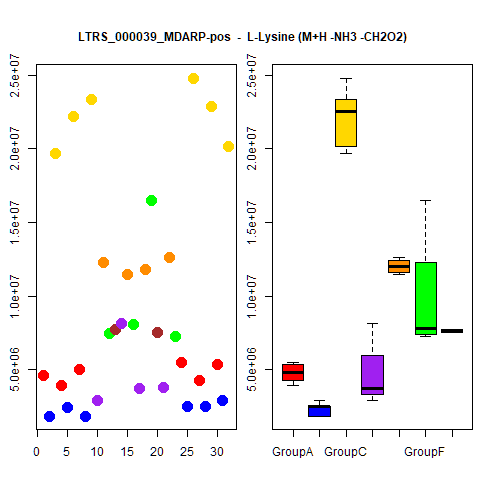 LTRS_000039_MDARP-pos - L-Lysine (M+H -NH3 -CH2O2)
2.5e+07
2.0e+07
1.5e+07
1.0e+07
5.0e+06
0 5 10 15 20 25 30
2.5e+07
2.0e+07
1.5e+07
1.0e+07
5.0e+06
GroupA GroupC GroupF